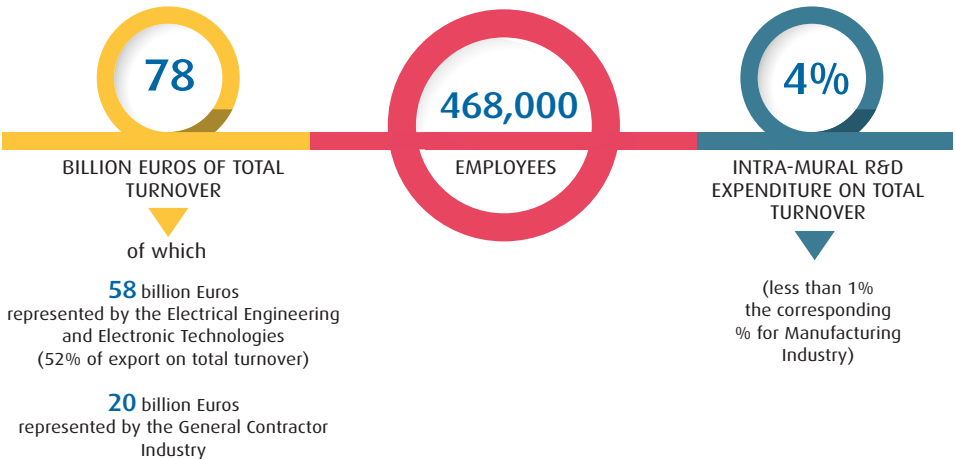 78
BILLION EUROS OF TOTAL
TURNOVER
of which
58 billion Euros
represented by the Electrical Engineering
and Electronic Technologies
(52% of export on total turnover)
20 billion Euros
represented by the General Contractor
Industry
468,000
EMPLOYEES
4%
INTRA-MURAL R&D
EXPENDITURE ON TOTAL
TURNOVER
(less than 1%
the corresponding
% for Manufacturing
Industry)